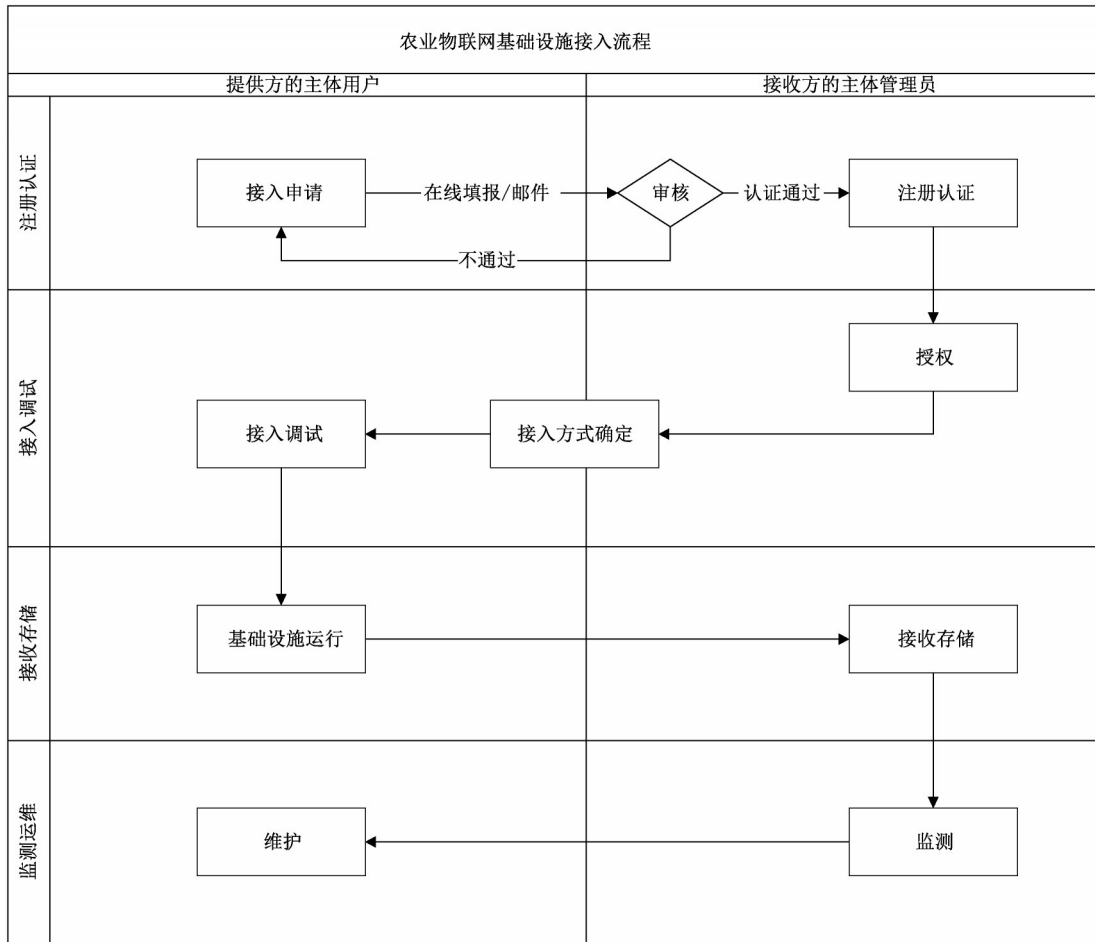 农业物联网基础设施接入流程
提供方的主体用户
接收方的主体管理员
注册认证
接入申请
在线填报/邮件
审核
认证通过
注册认证
不通过
接入调试
授权
接入调试
接入方式确定
接收存储
基础设施运行
接收存储
监测运维
维护
监测